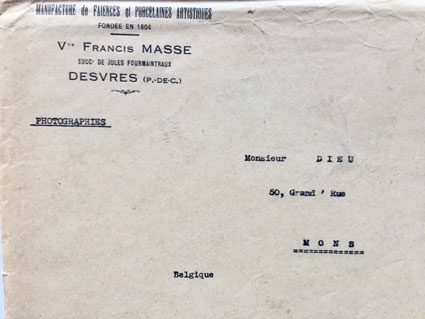 MANUFACTURE de FAIENCES et PORCELAINES ARTISTIQUES
FONDÉE EN 1804
Vve Francis MASSE
SUCCr DE JULES FOURMAINTRAUX
DESVRES (P.-DE-C.)
PHOTOGRAPHIES
Monsieur DIEU
50, Grand' Rue
MONS
Belgique